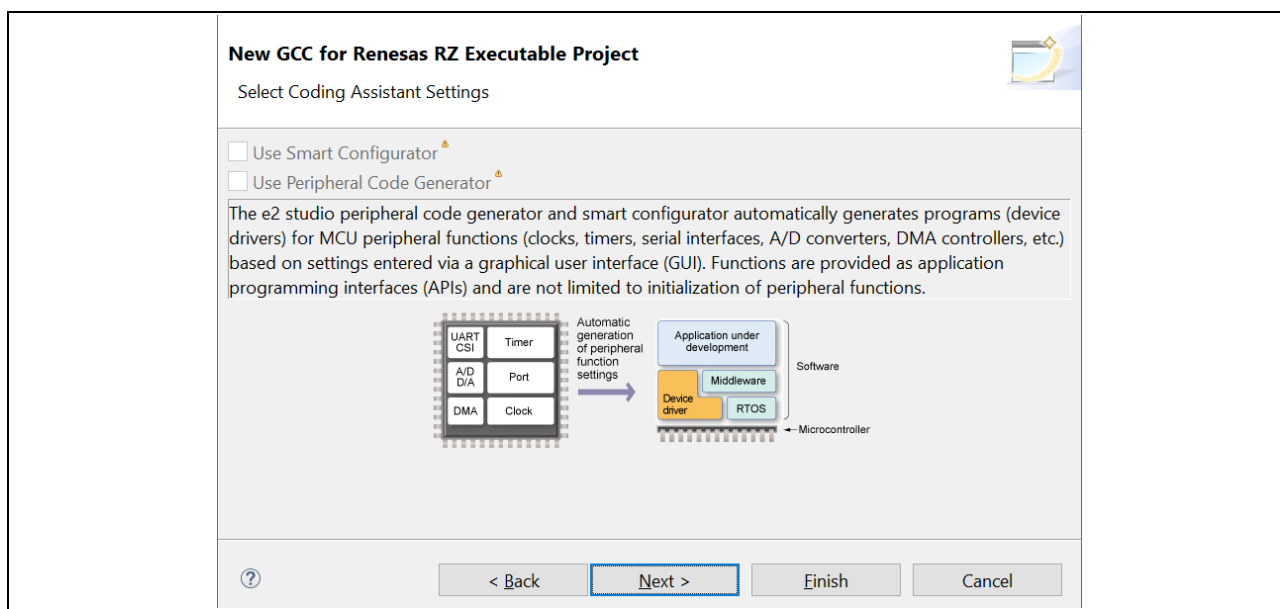 New GCC for Renesas RZ Executable Project
Select Coding Assistant Settings
Use Smart Configurator
Use Peripheral Code Generator
The e2 studio peripheral code generator and smart configurator automatically generates programs (device
drivers) for MCU peripheral functions (clocks, timers, serial interfaces, A/D converters, DMA controllers, etc.)
based on settings entered via a graphical user interface (GUI). Functions are provided as application
programming interfaces (APIs) and are not limited to initialization of peripheral functions.
UART
CSI
Timer
A/D
D/A
Port
DMA
Clock
Automatic
generation
of peripheral
function
settings
Application under
development
Middleware
Device
driver
RTOS
Software
Microcontroller
?
< Back
Next >
Finish
Cancel